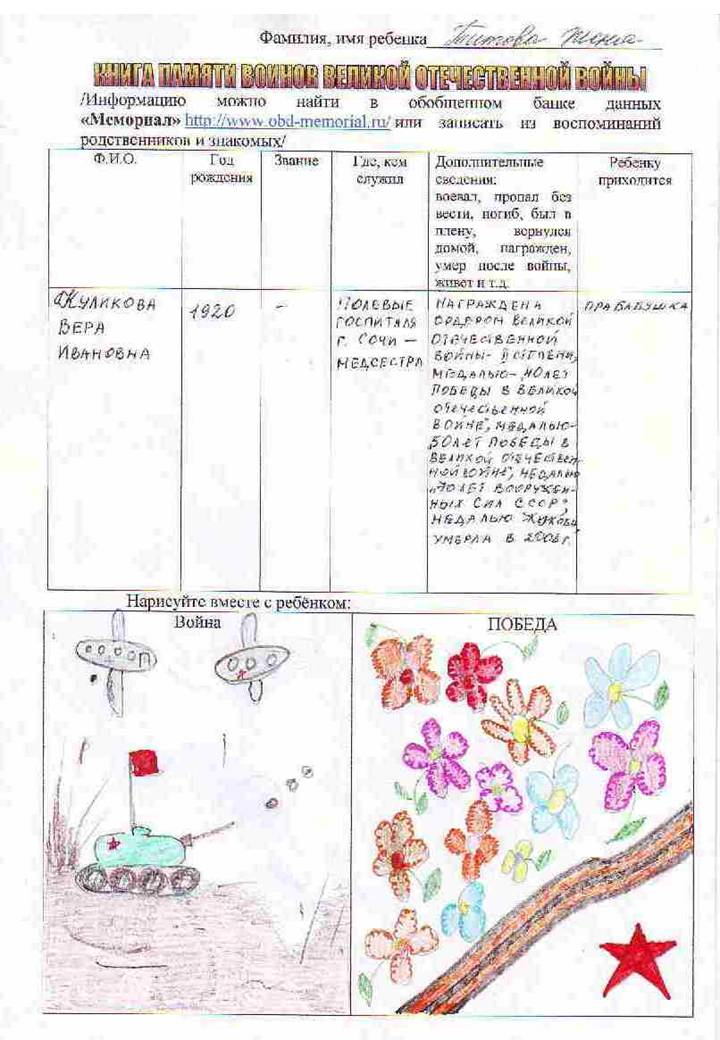 Фамилия, имя ребенка Титова Ксения
КНИГА ПАМЯТИ ВОИНОВ ВЕЛИКОЙ ОТЕЧЕСТВЕННОЙ ВОЙНЫ
/Информацию можно найти в обобщенном банке данных
«Мемориал» http://www.obd-memorial.ru/ или записать из воспоминаний
родственников и знакомых/
Ф.И.О.
Год
рождения
Звание
Где, кем
служил
Дополнительные
сведения:
воевал, пропал без
вести, погиб, был в
плену, вернулся
домой, награжден,
умер после войны,
живет и т.д.
Ребенку
приходится
КУЛИКОВА
ВЕРА
ИВАНОВНА
1920
-
ПОЛЕВЫЕ
ГОСПИТАЛЯ
г. СОЧИ –
МЕДСЕСТРА
НАГРАЖДЕНА
ОРДЕРОМ ВЕЛИКОЙ
ОТЕЧЕСТВЕННОЙ
ВОЙНЫ- II СТЕПЕНИ,
МЕДАЛЬЮ- 40 ЛЕТ
ПОБЕДЫ В ВЕЛИКОЙ
ОТЕЧЕСТВЕННОЙ
ВОЙНЕ", МЕДАЛЬЮ-
50 ЛЕТ ПОБЕДЫ В
ВЕЛИКОЙ ОТЕЧЕСТВЕН-
НОЙ ВОЙНЕ", МЕДАЛЬЮ
„70 ЛЕТ ВООРУЖЕН-
НЫХ СИЛ СССР",
МЕДАЛЬЮ ЖУКОВА,
УМЕРЛА В 2006 г.
ПРАБАБУШКА
Нарисуйте вместе с ребёнком:
Война
ПОБЕДА